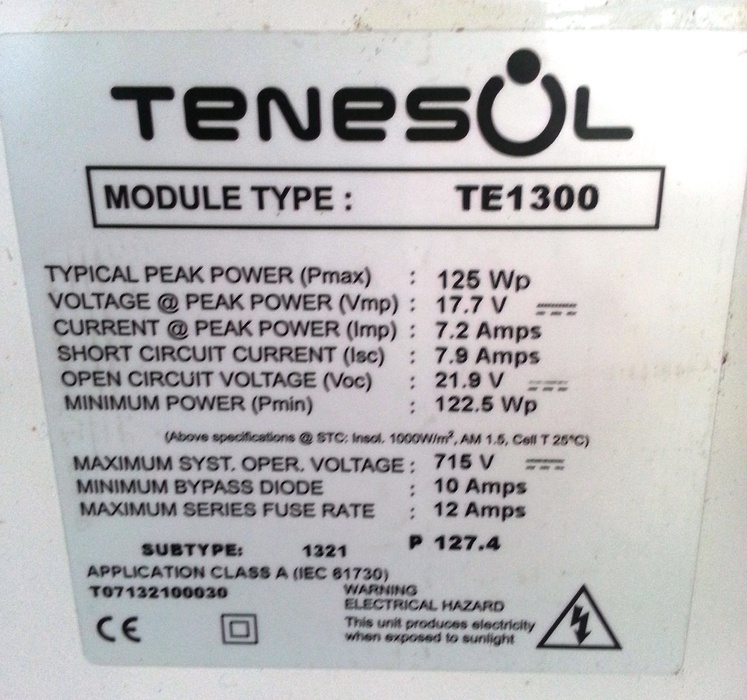 TENESOL
MODULE TYPE : TE1300
TYPICAL PEAK POWER (Pmax) : 125 Wp
VOLTAGE @ PEAK POWER (Vmp) : 17.7 V
CURRENT @ PEAK POWER (Imp) : 7.2 Amps
SHORT CIRCUIT CURRENT (Isc) : 7.9 Amps
OPEN CIRCUIT VOLTAGE (Voc) : 21.9 V
MINIMUM POWER (Pmin) : 122.5 Wp
(Above specifications @ STC: Insol. 1000W/m², AM 1.5, Cell T 25°C)
MAXIMUM SYST. OPER. VOLTAGE : 715 V
MINIMUM BYPASS DIODE : 10 Amps
MAXIMUM SERIES FUSE RATE : 12 Amps
SUBTYPE: 1321 P 127.4
APPLICATION CLASS A (IEC 61730)
T07132100030
WARNING
ELECTRICAL HAZARD
This unit produces electricity
when exposed to sunlight
CE